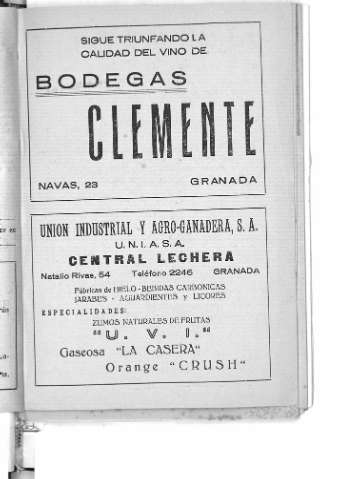 SIGUE TRIUNFANDO LA
CALIDAD DEL VINO DE
BODEGAS
CLEMENTE
NAVAS, 23 GRANADA
UNION INDUSTRIAL Y AGRO-GANADERA, S. A.
U. N. I. A. S. A.
CENTRAL LECHERA
Natalio Rivas, 54 Teléfono 2246 GRANADA
Fábricas de HIELO - BEBIDAS CARBONICAS
JARABES - AGUARDIENTES y LICORES
ESPECIALIDADES:
ZUMOS NATURALES DE FRUTAS
"U. V. I."
Gaseosa "LA CASERA"
Orange "CRUSH"